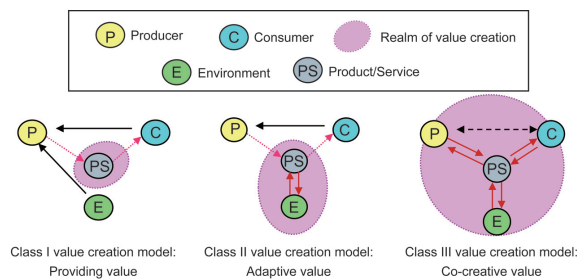 P Producer C Consumer Realm of value creation
E Environment PS Product/Service
P C P C P C
PS PS PS
E E E
Class I value creation model: Class II value creation model: Class III value creation model:
Providing value Adaptive value Co-creative value